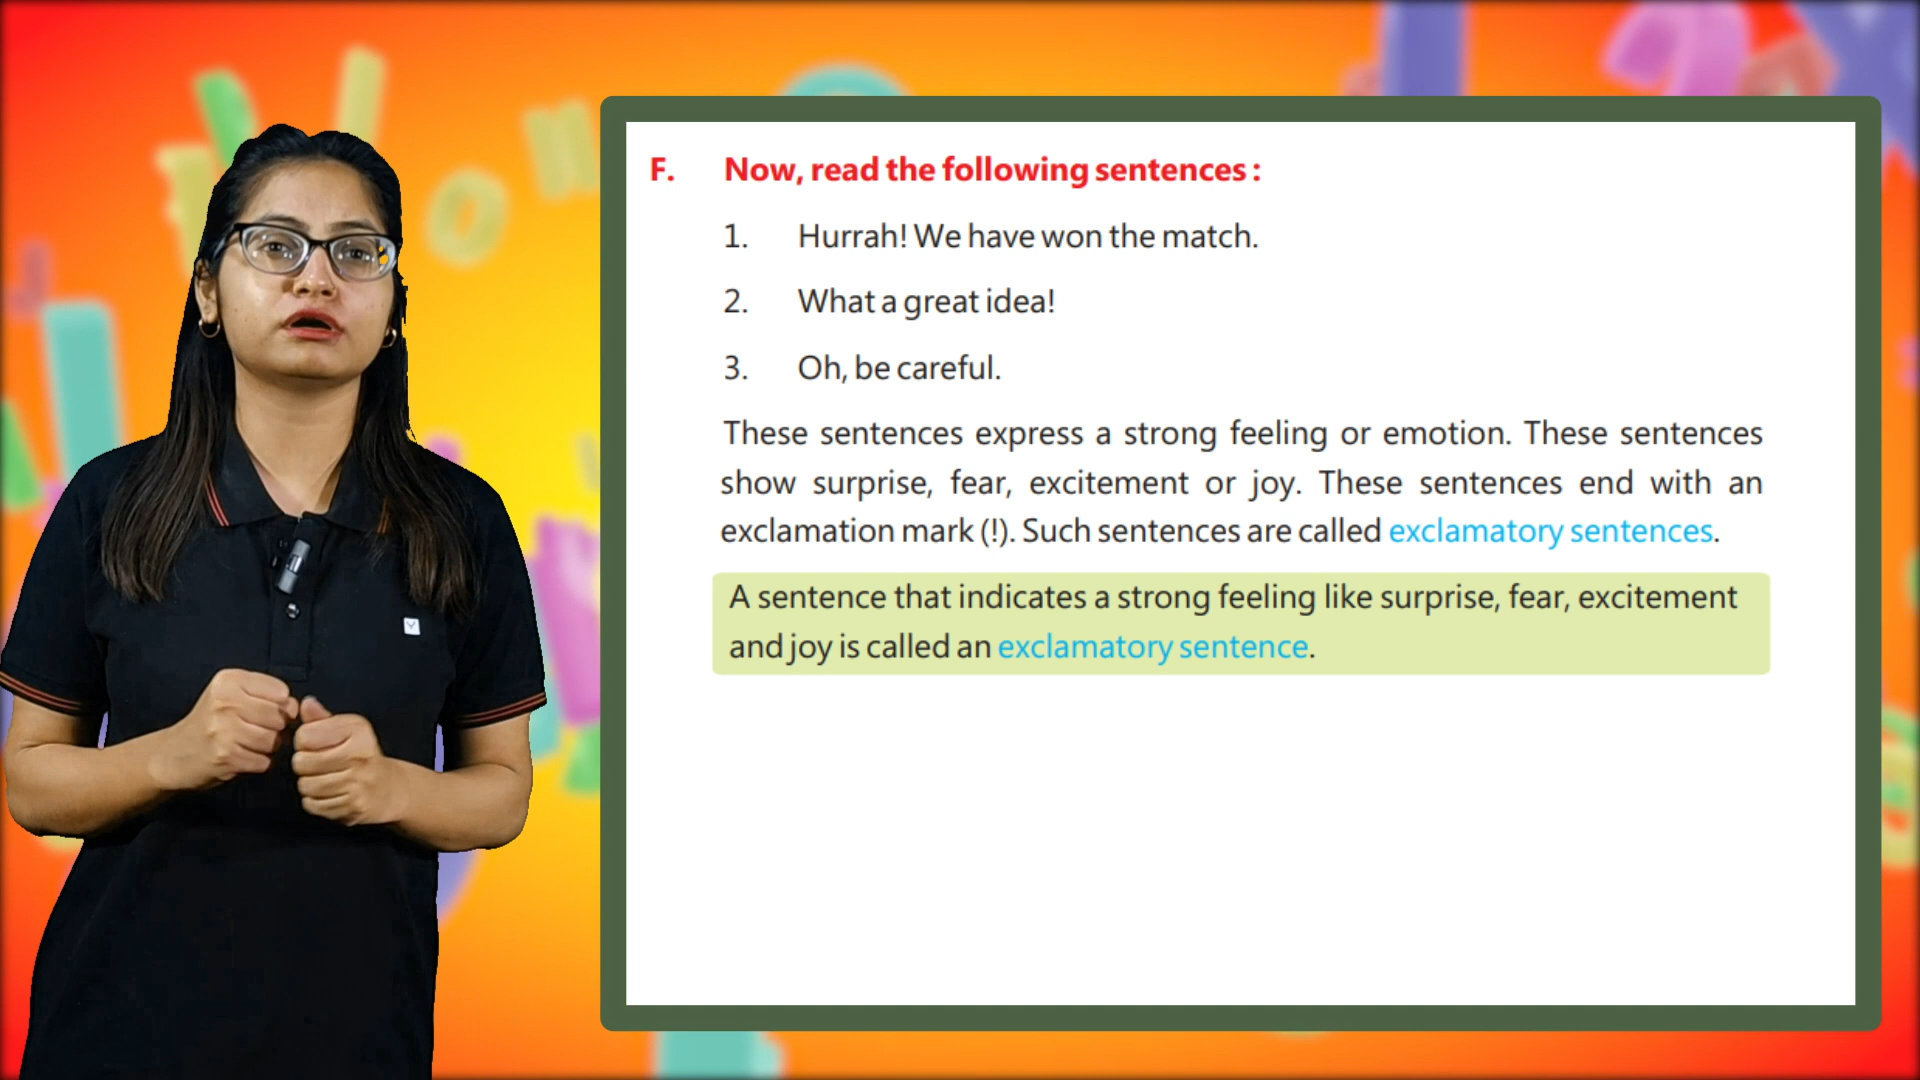 F. Now, read the following sentences :
1. Hurrah! We have won the match.
2. What a great idea!
3. Oh, be careful.
These sentences express a strong feeling or emotion. These sentences
show surprise, fear, excitement or joy. These sentences end with an
exclamation mark (!). Such sentences are called exclamatory sentences.
A sentence that indicates a strong feeling like surprise, fear, excitement
and joy is called an exclamatory sentence.